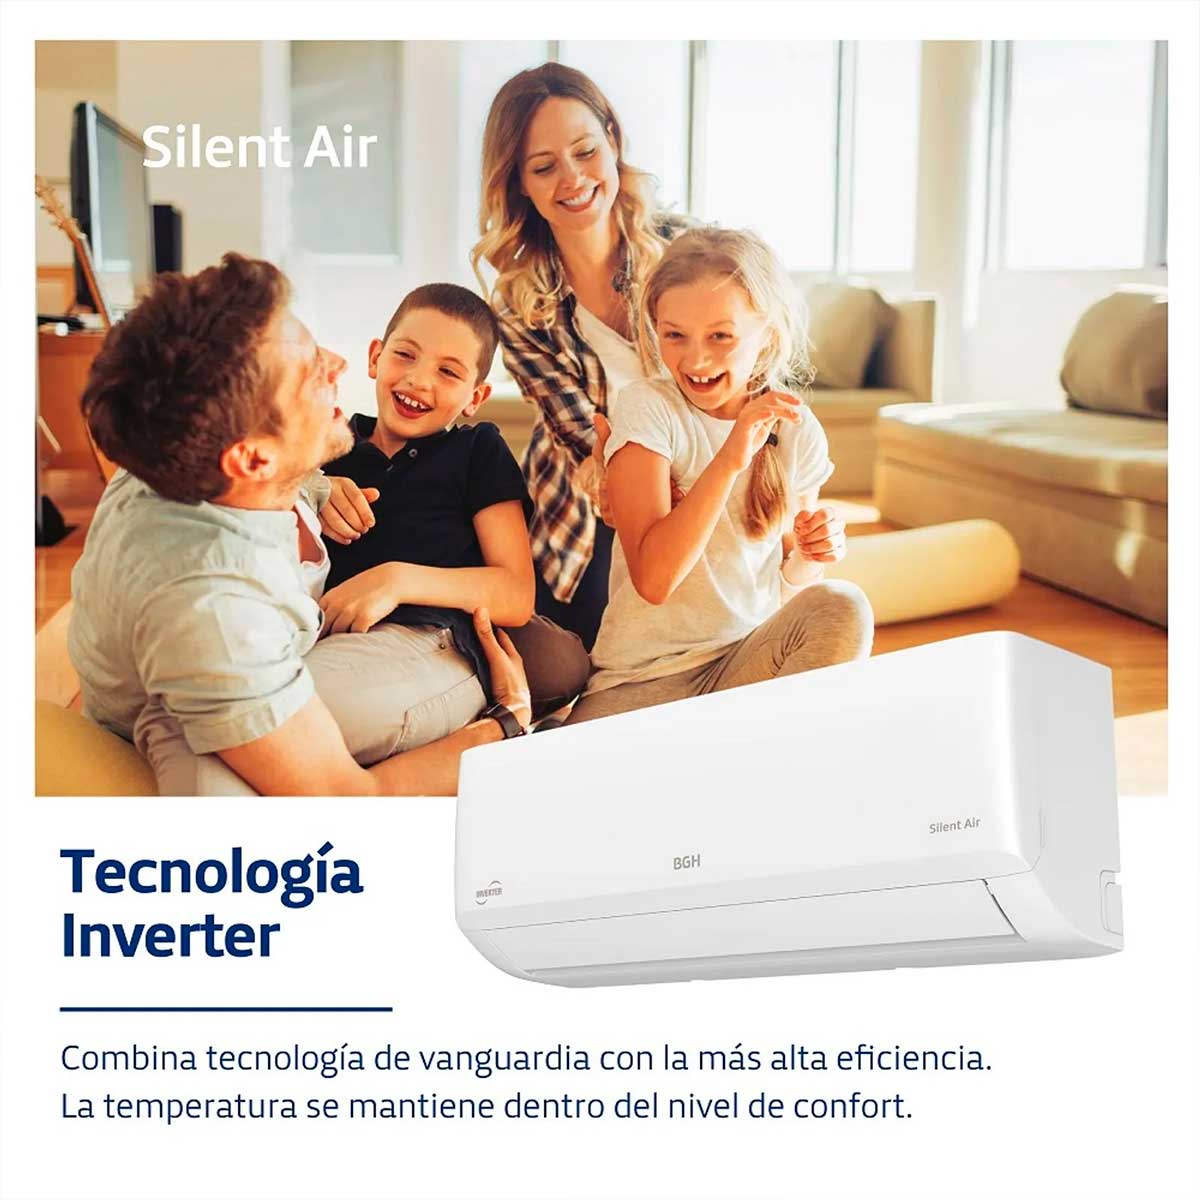 Silent Air
Silent Air
BGH
INVERTER
Tecnología
Inverter
Combina tecnología de vanguardia con la más alta eficiencia.
La temperatura se mantiene dentro del nivel de confort.